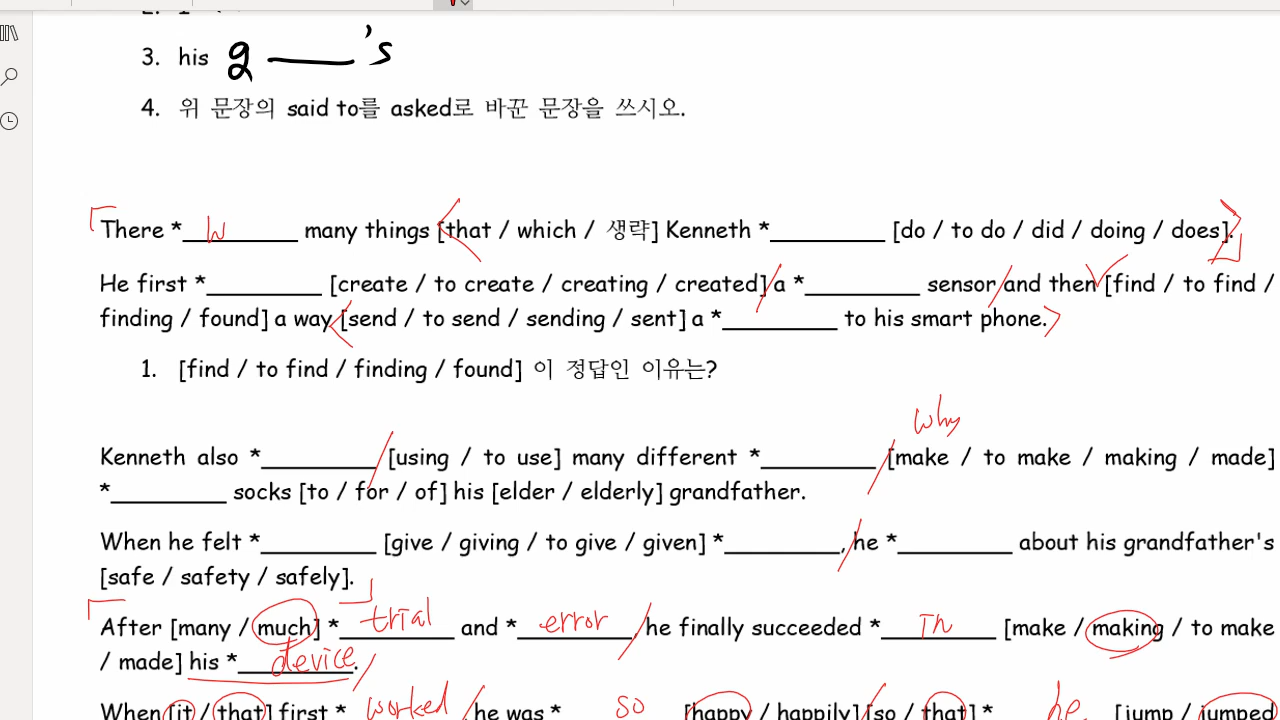 3. his g ____'s
4. 위 문장의 said to를 asked로 바꾼 문장을 쓰시오.
There *__W__ many things [that / which / 생략] Kenneth *________ [do / to do / did / doing / does].
He first *________ [create / to create / creating / created] a *________ sensor and then [find / to find /
finding / found] a way [send / to send / sending / sent] a *________ to his smart phone.
1. [find / to find / finding / found] 이 정답인 이유는?
why
Kenneth also *________ [using / to use] many different *________ [make / to make / making / made]
*________ socks [to / for / of] his [elder / elderly] grandfather.
When he felt *________ [give / giving / to give / given] *________, he *________ about his grandfather's
[safe / safety / safely].
After [many / much] *trial and *error, he finally succeeded *In [make / making / to make
/ made] his *device.
When [it / that] first *worked he was *so [happy / happily] [so / that] *he [jump / jumped